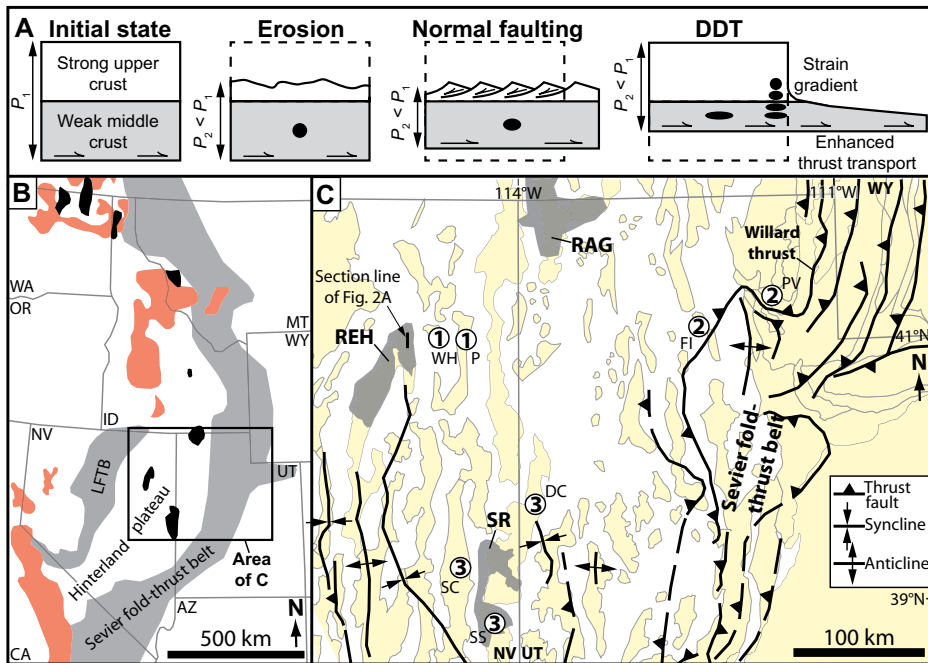 A
Initial state
Erosion
Normal faulting
DDT
P1
Strong upper
crust
Weak middle
crust
P2 < P1
P2 < P1
P2 < P1
Strain
gradient
Enhanced
thrust transport
B
WA
OR
MT
WY
ID
NV
LFTB
UT
Hinterland plateau
Sevier fold-thrust belt
Area
of C
AZ
CA
N
500 km
C
114°W
111°W
WY
RAG
Willard
thrust
Section line
of Fig. 2A
2
PV
REH
1
1
WH
P
2
FI
41°N
N
Sevier fold-
thrust belt
3
DC
SR
3
SC
3
SS
NV UT
Thrust
fault
Syncline
Anticline
39°N
100 km